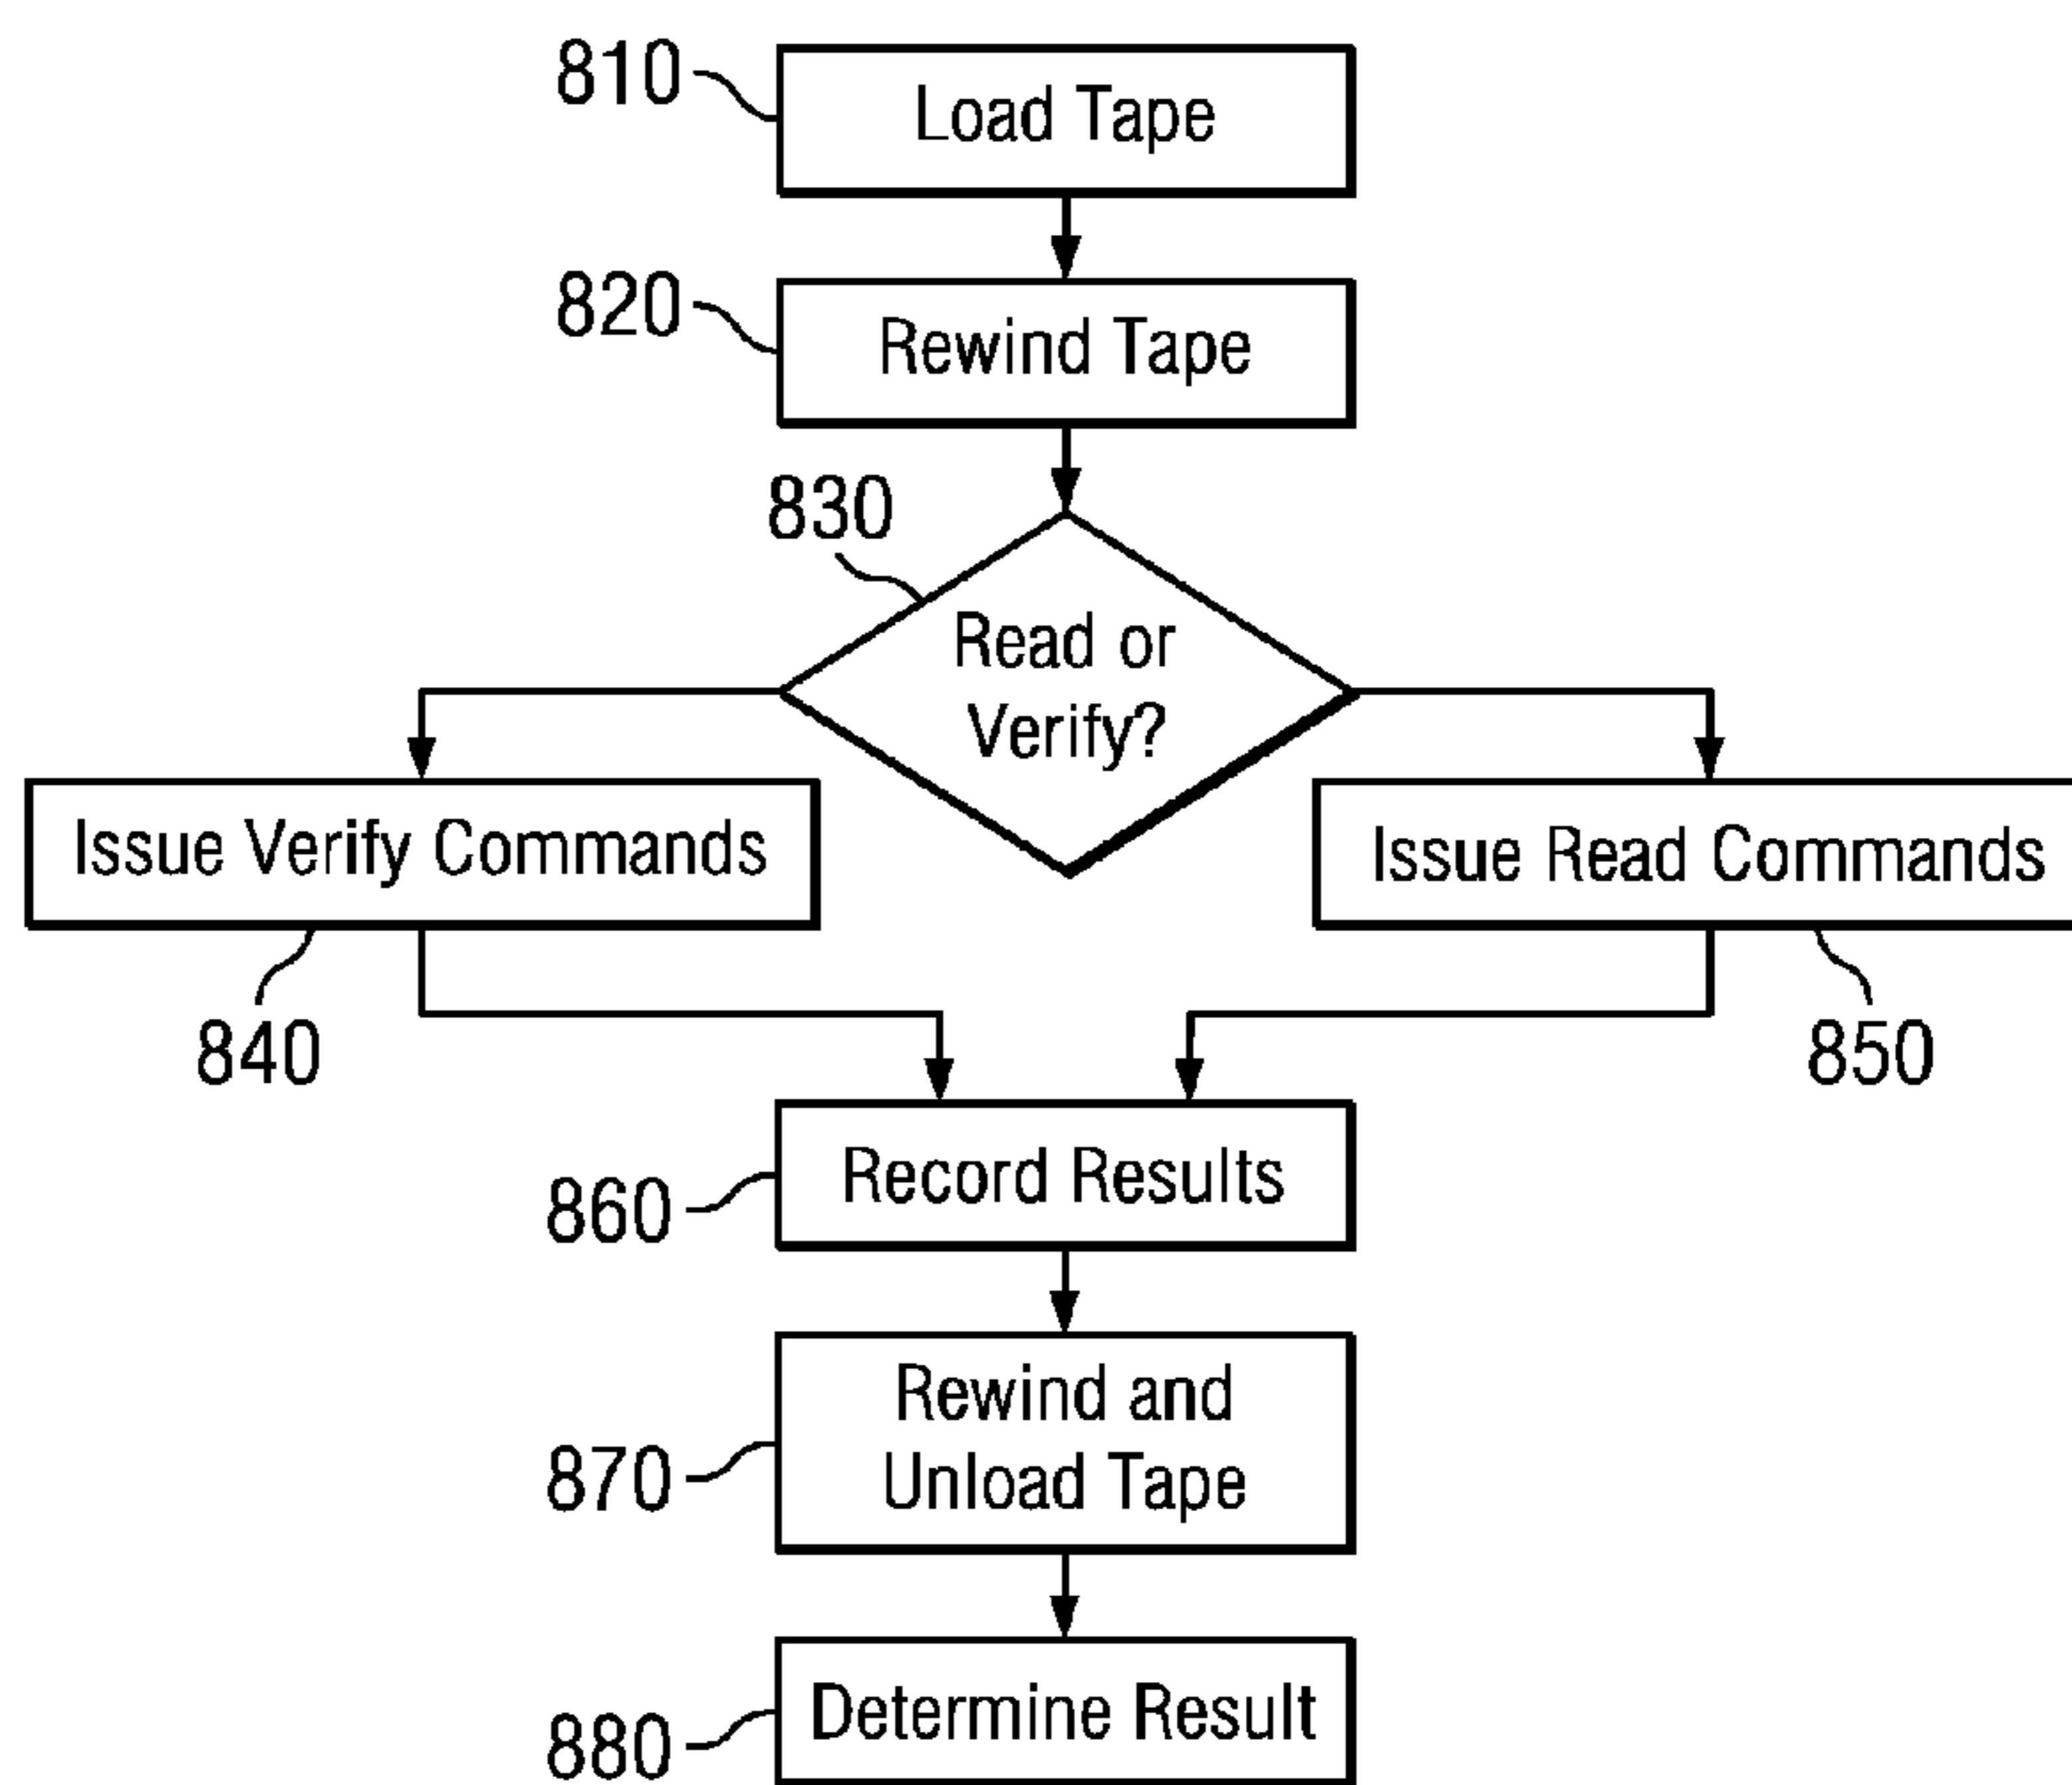 810
Load Tape
820
Rewind Tape
830
Read or
Verify?
Issue Verify Commands
Issue Read Commands
840
850
860
Record Results
870
Rewind and
Unload Tape
880
Determine Result